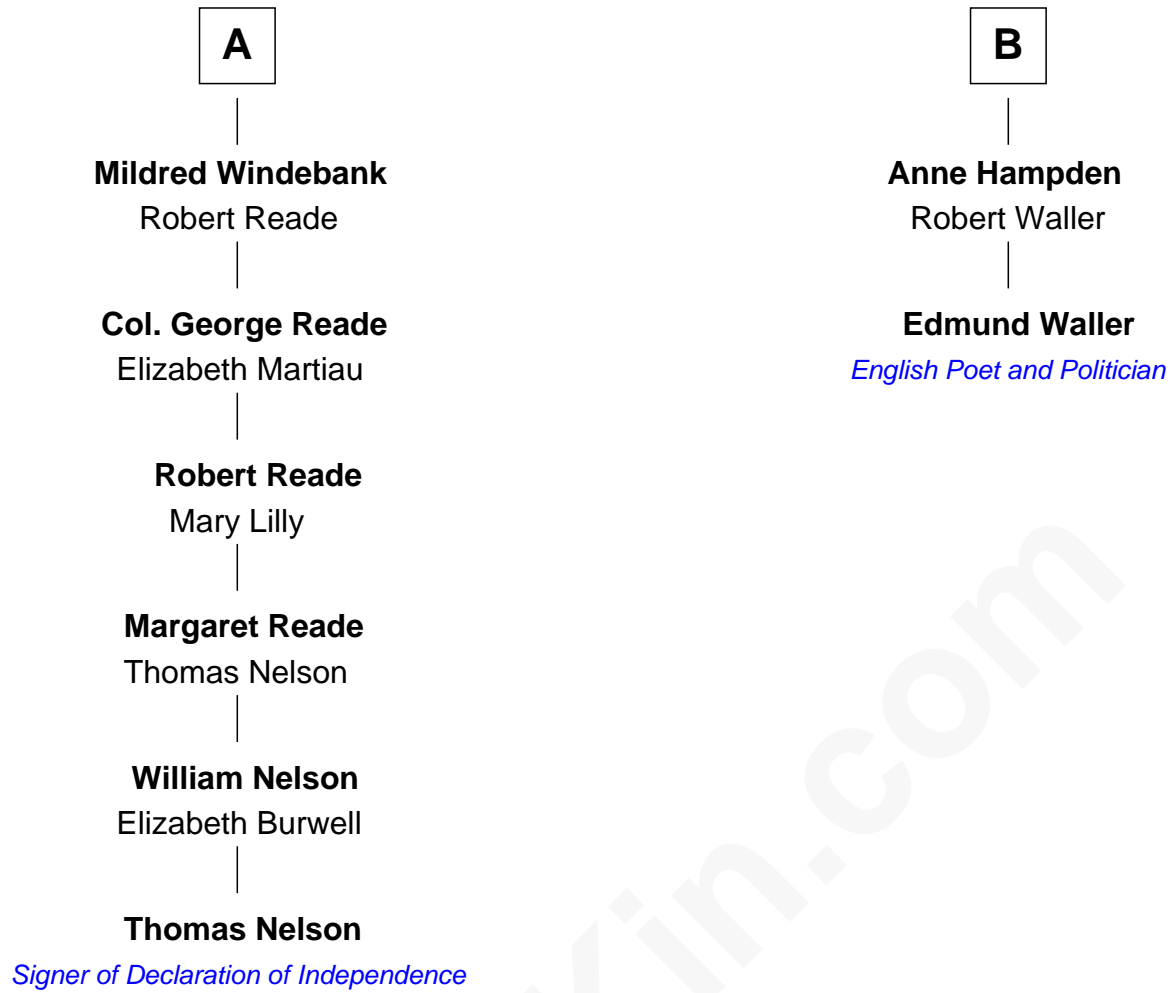 A
Mildred Windebank
Robert Reade
Col. George Reade
Elizabeth Martiau
Robert Reade
Mary Lilly
Margaret Reade
Thomas Nelson
William Nelson
Elizabeth Burwell
Thomas Nelson
Signer of Declaration of Independence
B
Anne Hampden
Robert Waller
Edmund Waller
English Poet and Politician
Kin.com